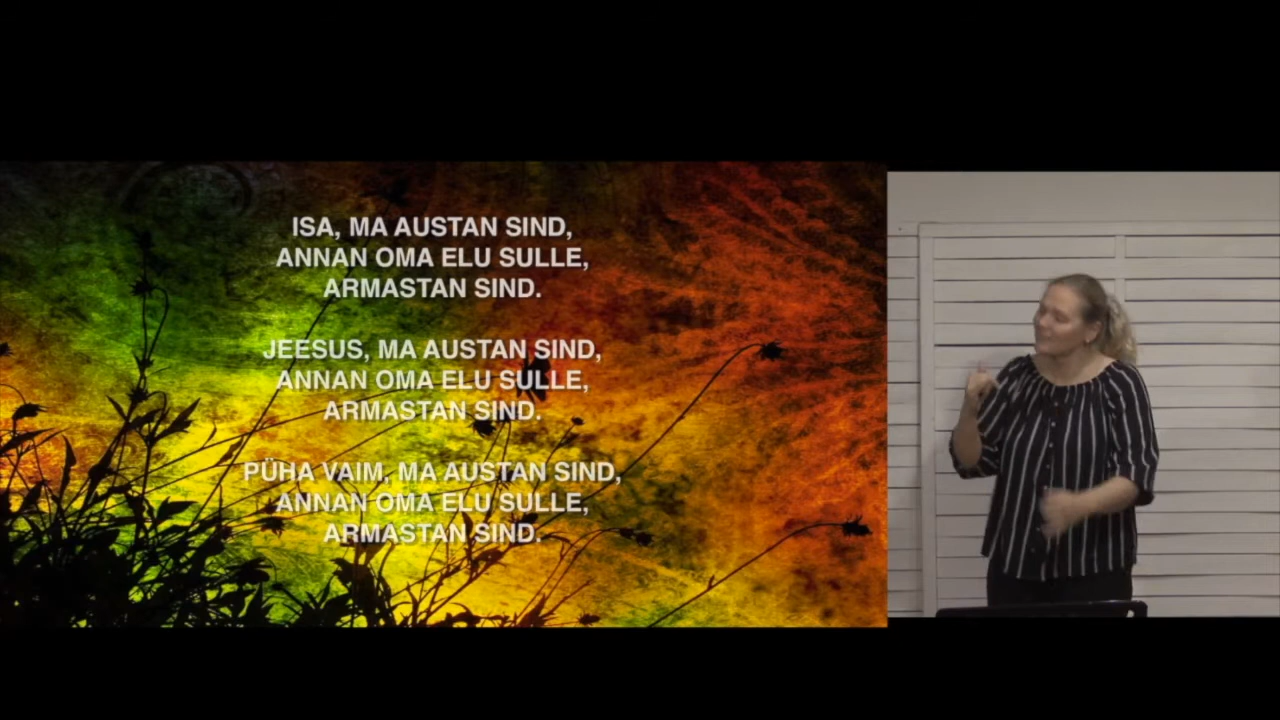 ISA, MA AUSTAN SIND,
ANNAN OMA ELU SULLE,
ARMASTAN SIND.
JEESUS, MA AUSTAN SIND,
ANNAN OMA ELU SULLE,
ARMASTAN SIND.
PÜHA VAIM, MA AUSTAN SIND,
ANNAN OMA ELU SULLE,
ARMASTAN SIND.